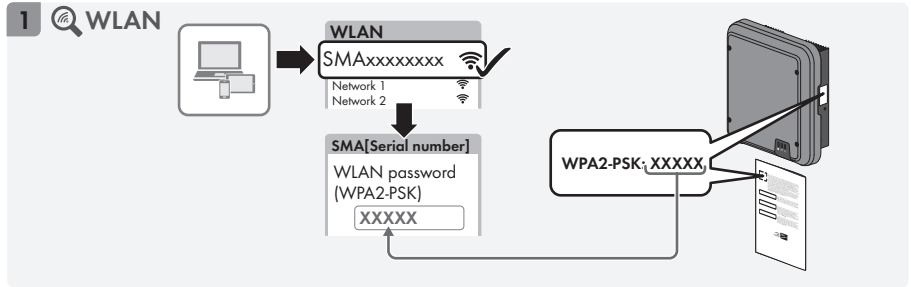 1 WLAN
WLAN
SMAxxxxxxxx
Network 1
Network 2
SMA[Serial number]
WLAN password
(WPA2-PSK)
XXXXX
WPA2-PSK: XXXXX